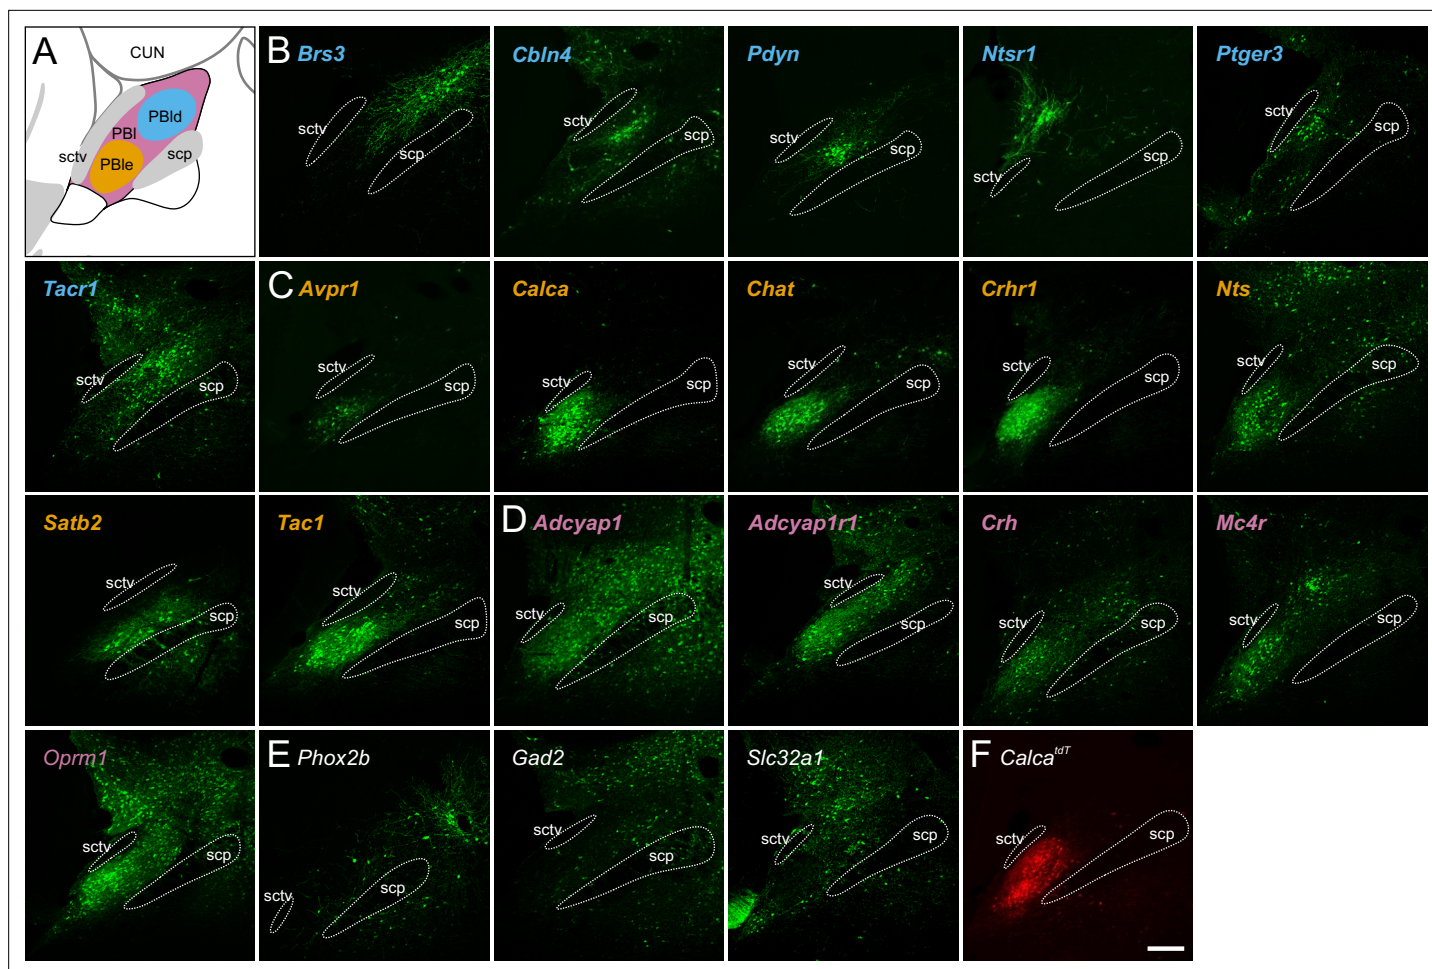 A
CUN
PBld
PBl
sctv
scp
PBle
B
Brs3
sctv
scp
Cbln4
sctv
scp
Pdyn
sctv
scp
Ntsr1
sctv
scp
Ptger3
sctv
scp
Tacr1
sctv
scp
C
Avpr1
sctv
scp
Calca
sctv
scp
Chat
sctv
scp
Crhr1
sctv
scp
Nts
sctv
scp
Satb2
sctv
scp
Tac1
sctv
scp
D
Adcyap1
sctv
scp
Adcyap1r1
sctv
scp
Crh
sctv
scp
Mc4r
sctv
scp
Oprm1
sctv
scp
E
Phox2b
sctv
scp
Gad2
sctv
scp
Slc32a1
sctv
scp
F
Calca^tdT
sctv
scp